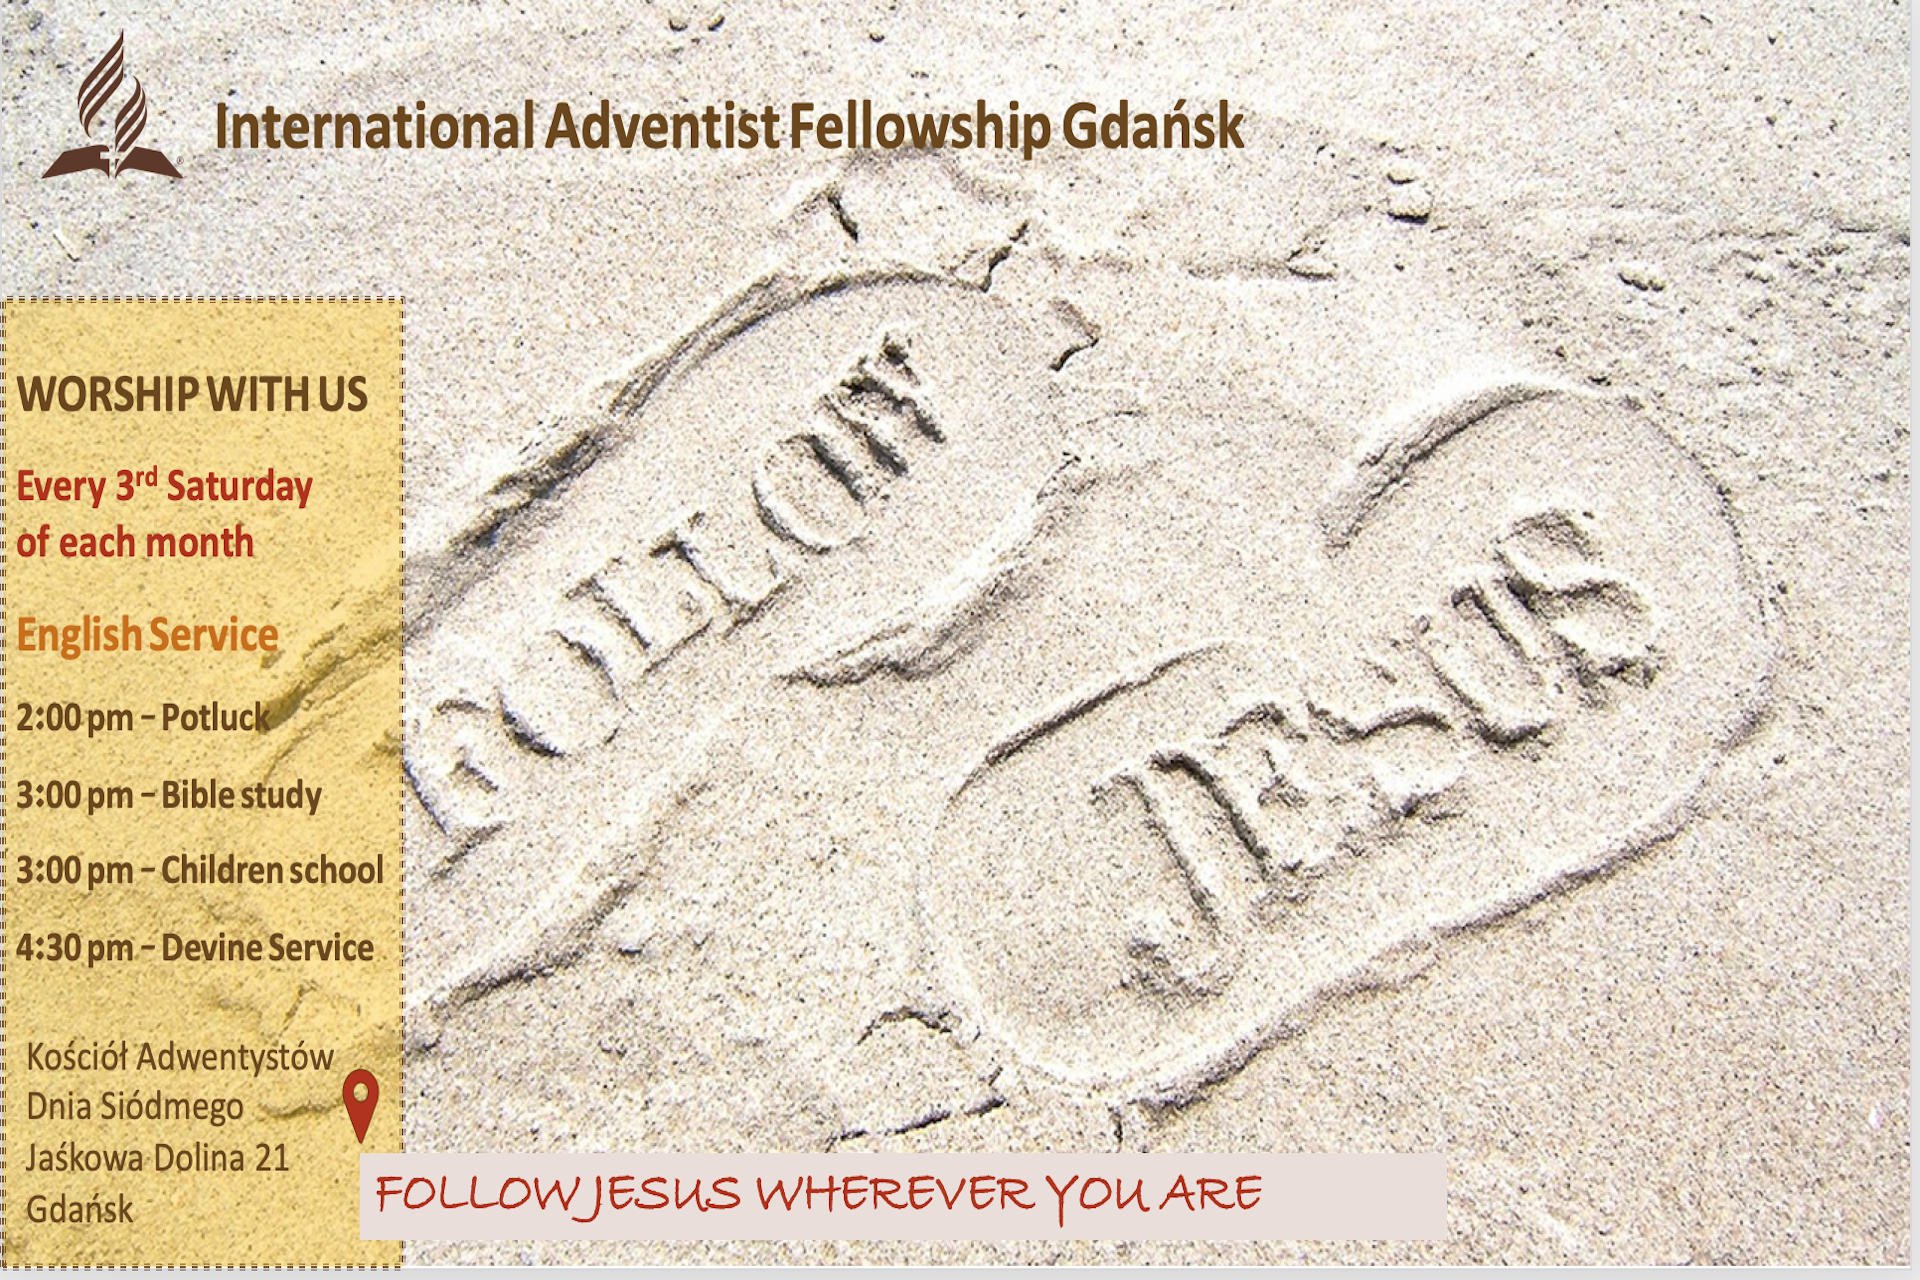 International Adventist Fellowship Gdańsk
WORSHIP WITH US
Every 3rd Saturday
of each month
English Service
2:00 pm – Potluck
3:00 pm – Bible study
3:00 pm – Children school
4:30 pm – Devine Service
Kościół Adwentystów
Dnia Siódmego
Jaśkowa Dolina 21
Gdańsk
FOLLOW
JESUS
FOLLOW JESUS WHEREVER YOU ARE